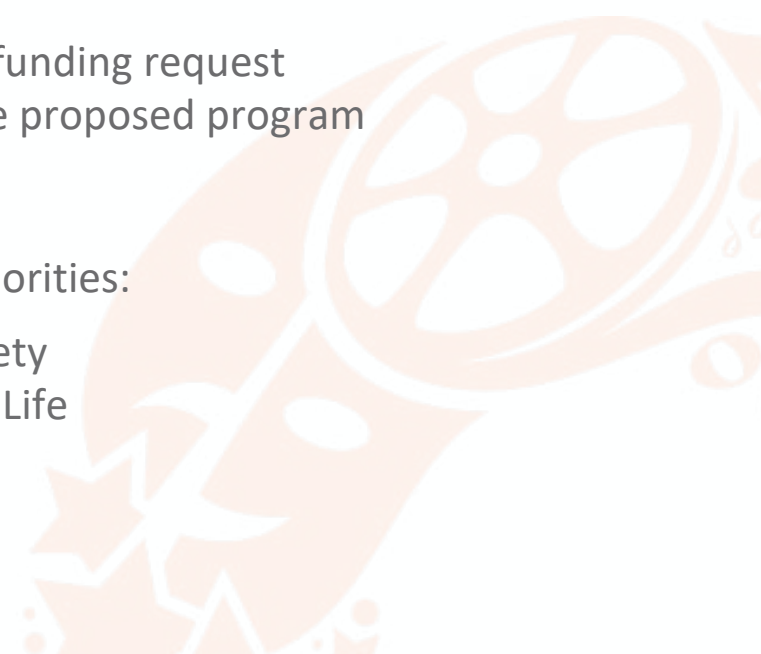 funding request
e proposed program
orities:
ety
Life